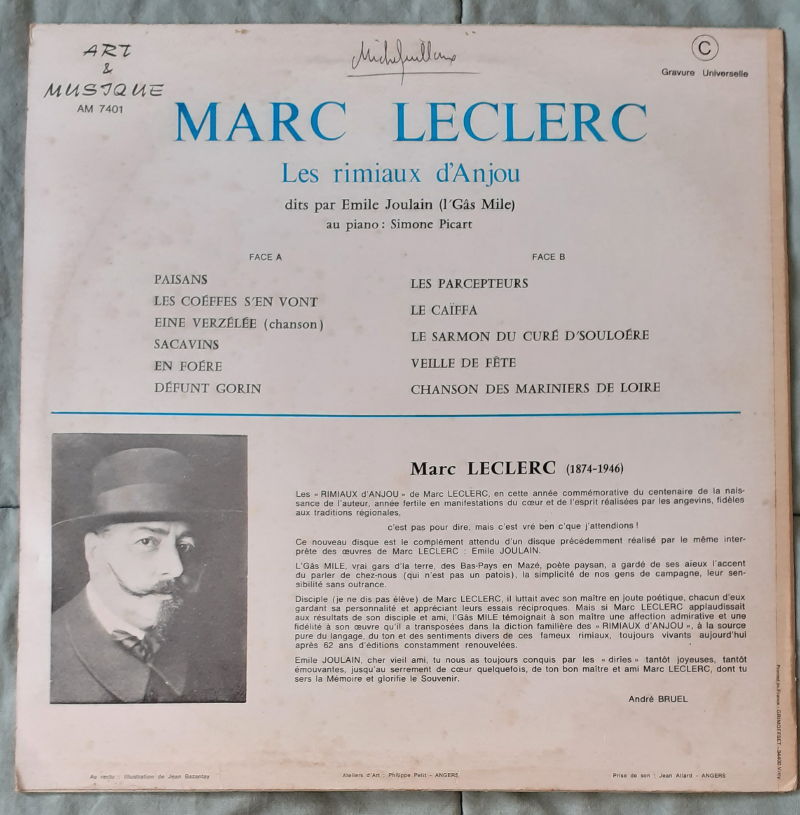 ART
&
MUSIQUE
AM 7401
C
Gravure Universelle
MARC LECLERC
Les rimiaux d'Anjou
dits par Emile Joulain (l'Gâs Mile)
au piano : Simone Picart
FACE A
PAISANS
LES COÉFFES S'EN VONT
EINE VERZÉLÉE (chanson)
SACAVINS
EN FOÉRE
DÉFUNT GORIN
FACE B
LES PARCEPTEURS
LE CAÏFFA
LE SARMON DU CURÉ D'SOULOÉRE
VEILLE DE FÊTE
CHANSON DES MARINIERS DE LOIRE
Marc LECLERC (1874-1946)
Les « RIMIAUX d'ANJOU » de Marc LECLERC, en cette année commémorative du centenaire de la nais-
sance de l'auteur, année fertile en manifestations du cœur et de l'esprit réalisées par les angevins, fidèles
aux traditions régionales,
c'est pas pour dire, mais c'est vré ben c'que j'attendions !
Ce nouveau disque est le complément attendu d'un disque précédemment réalisé par le même inter-
prète des œuvres de Marc LECLERC : Emile JOULAIN.
L'Gâs MILE, vrai gars d'la terre, des Bas-Pays en Mazé, poète paysan, a gardé de ses aïeux l'accent
du parler de chez-nous (qui n'est pas un patois), la simplicité de nos gens de campagne, leur sen-
sibilité sans outrance.
Disciple (je ne dis pas élève) de Marc LECLERC, il luttait avec son maître en joute poétique, chacun d'eux
gardant sa personnalité et appréciant leurs essais réciproques. Mais si Marc LECLERC applaudissait
aux résultats de son disciple et ami, l'Gâs MILE témoignait à son maître une affection admirative et une
fidélité à son œuvre qu'il a transposées dans la diction familière des « RIMIAUX D'ANJOU », à la source
pure du langage, du ton et des sentiments divers de ces fameux rimiaux, toujours vivants aujourd'hui
après 62 ans d'éditions constamment renouvelées.
Emile JOULAIN, cher vieil ami, tu nous as toujours conquis par les « diries » tantôt joyeuses, tantôt
émouvantes, jusqu'au serrement de cœur quelquefois, de ton bon maître et ami Marc LECLERC, dont tu
sers la Mémoire et glorifie le Souvenir.
André BRUEL
Au recto : Illustration de Jean Bazantay
Ateliers d'Art : Philippe Petit - ANGERS
Prise de son : Jean Allard - ANGERS